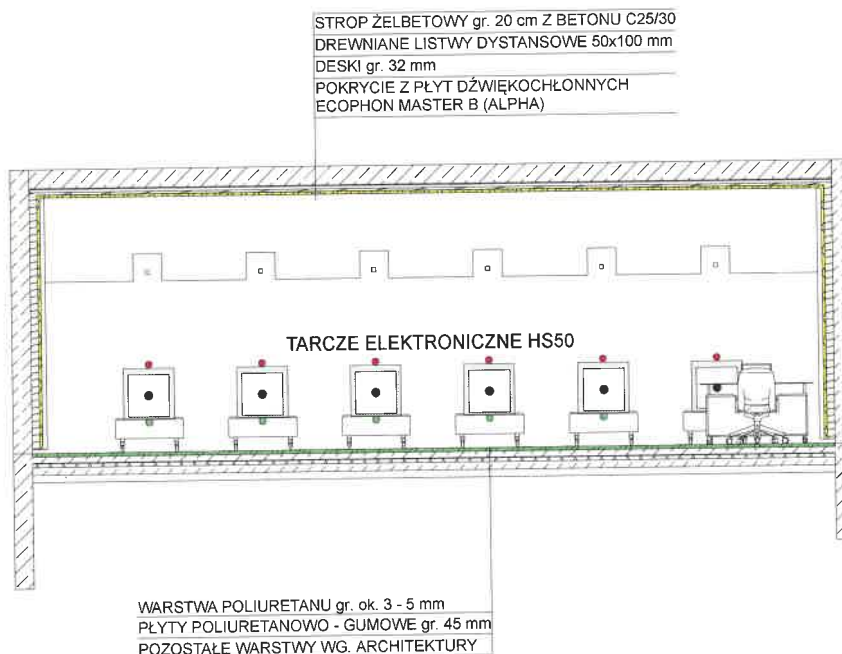 STROP ŻELBETOWY gr. 20 cm Z BETONU C25/30
DREWNIANE LISTWY DYSTANSOWE 50x100 mm
DESKI gr. 32 mm
POKRYCIE Z PŁYT DŹWIĘKOCHŁONNYCH
ECOPHON MASTER B (ALPHA)
TARCZE ELEKTRONICZNE HS50
WARSTWA POLIURETANU gr. ok. 3 - 5 mm
PŁYTY POLIURETANOWO - GUMOWE gr. 45 mm
POZOSTAŁE WARSTWY WG. ARCHITEKTURY